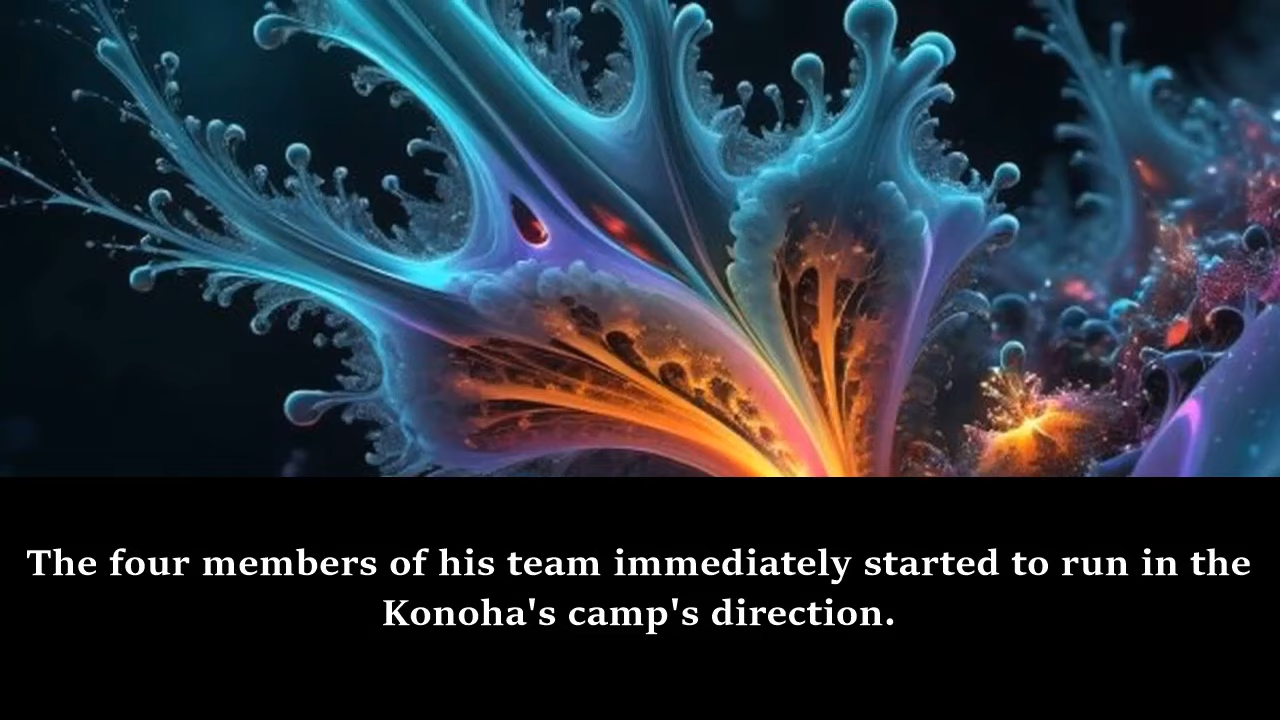 The four members of his team immediately started to run in the
Konoha's camp's direction.